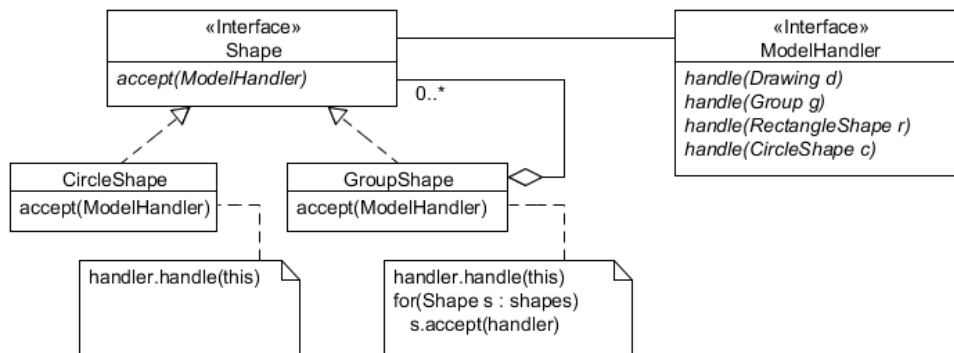 «Interface»
Shape
accept(ModelHandler)
«Interface»
ModelHandler
handle(Drawing d)
handle(Group g)
handle(RectangleShape r)
handle(CircleShape c)
0..*
CircleShape
accept(ModelHandler)
GroupShape
accept(ModelHandler)
handler.handle(this)
handler.handle(this)
for(Shape s : shapes)
s.accept(handler)